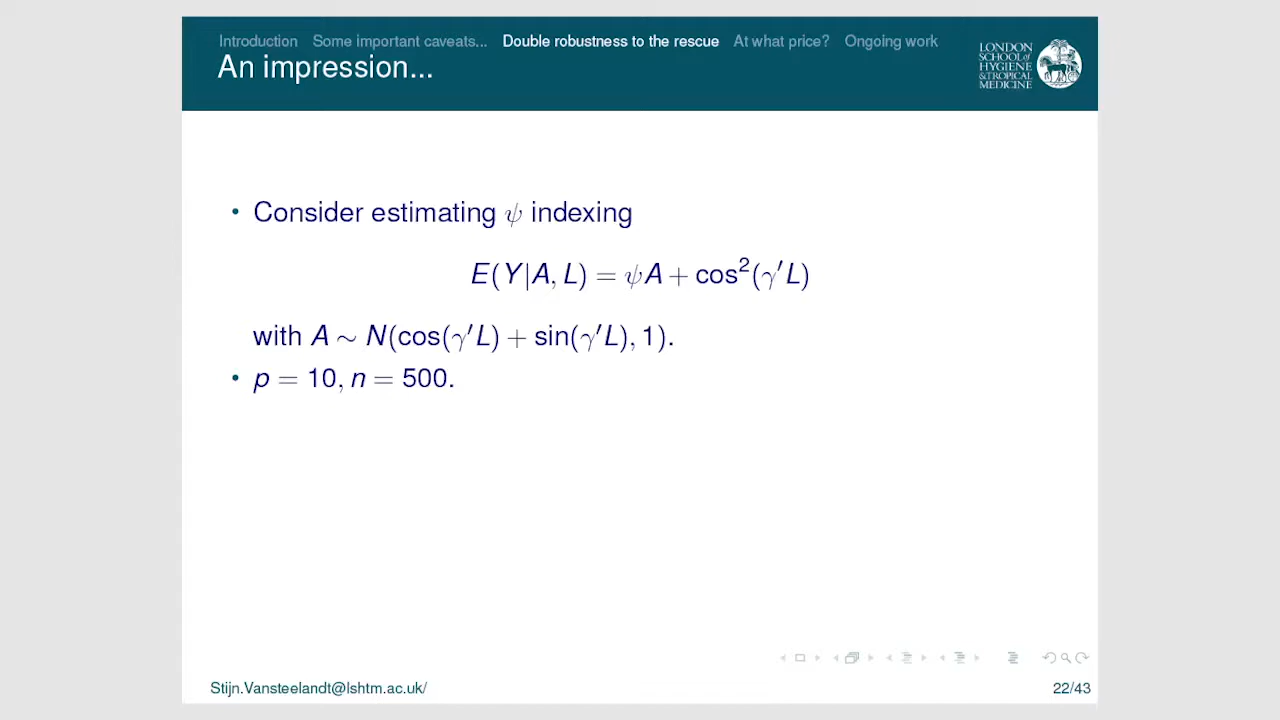 Introduction Some important caveats... Double robustness to the rescue At what price? Ongoing work
An impression...
LONDON
SCHOOL of
HYGIENE
& TROPICAL
MEDICINE
• Consider estimating ψ indexing
E(Y|A, L) = ψA + cos²(γ′L)
with A ∼ N(cos(γ′L) + sin(γ′L), 1).
• p = 10, n = 500.
Stijn.Vansteelandt@lshtm.ac.uk/ 22/43